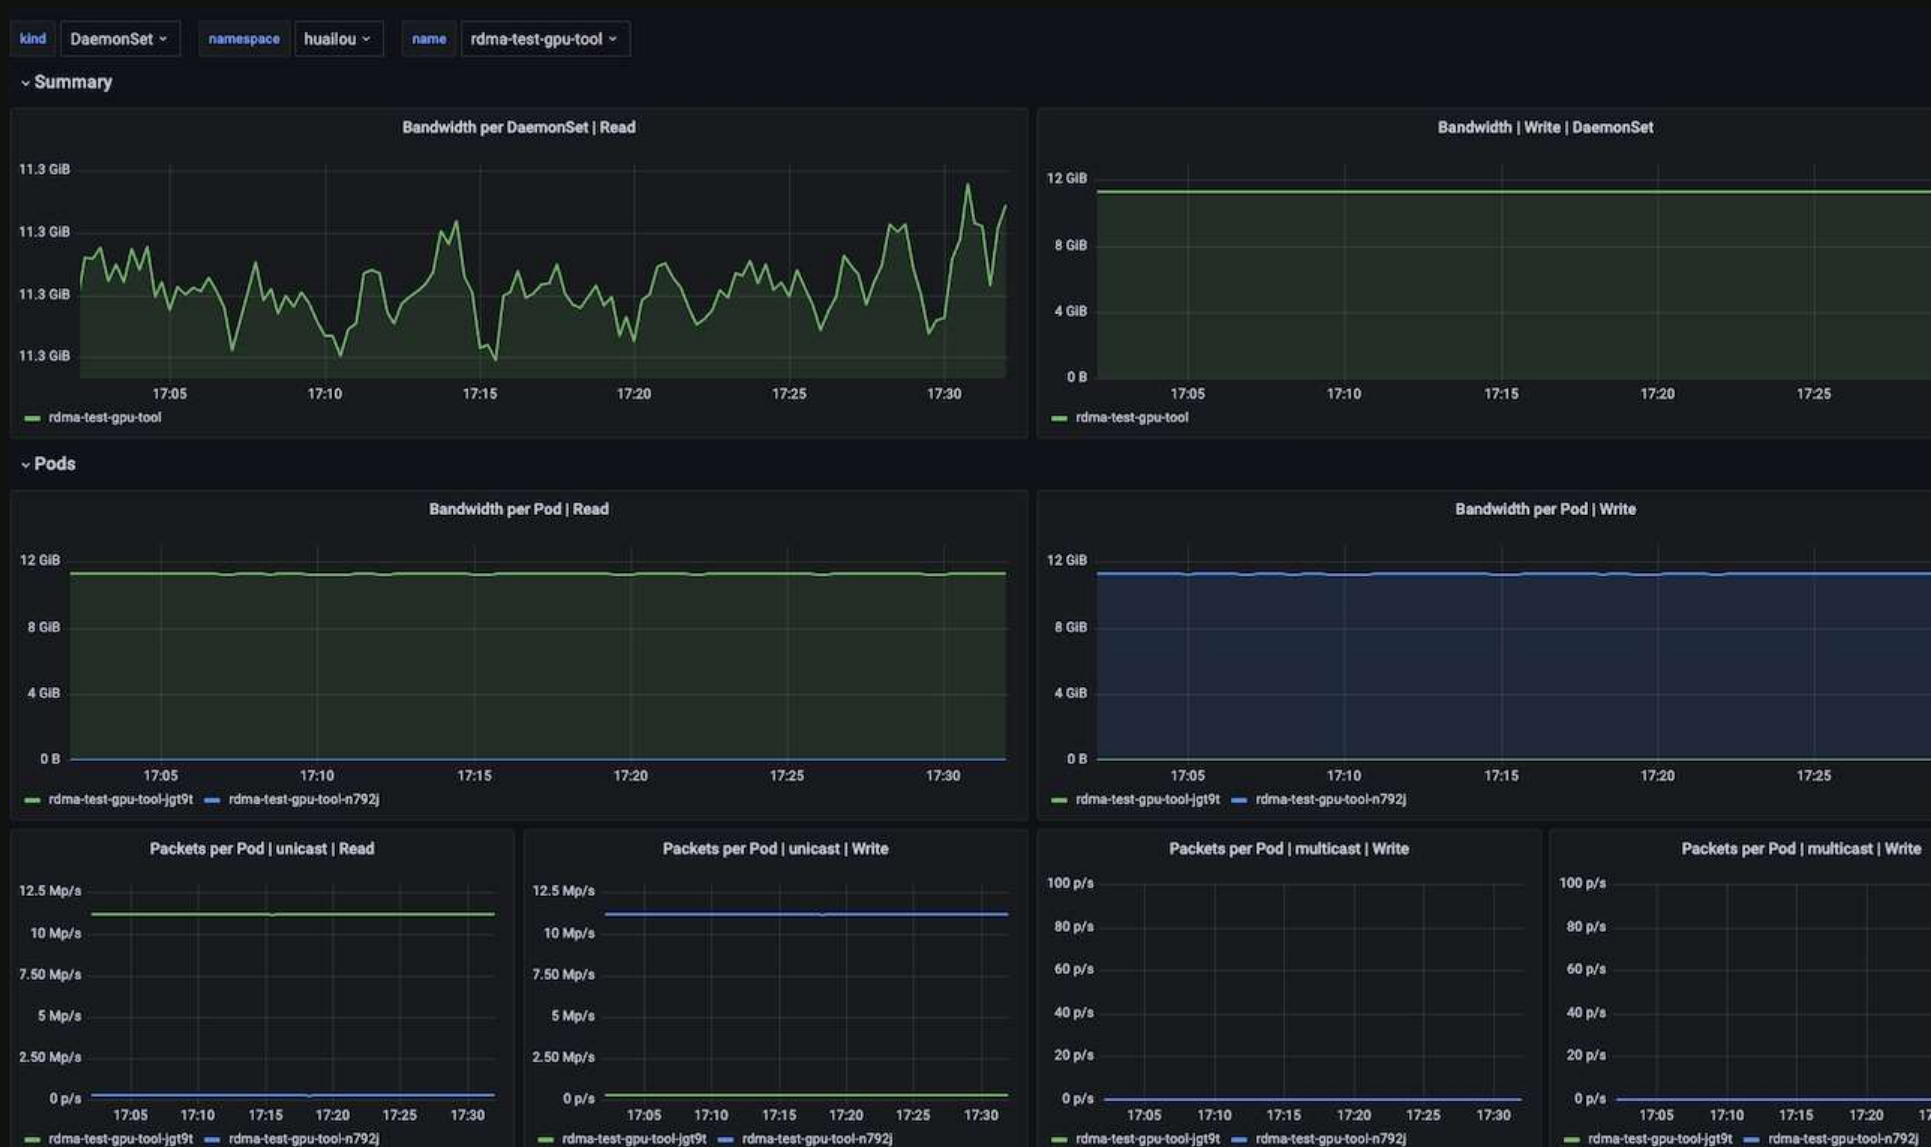 kind DaemonSet namespace huailou name rdma-test-gpu-tool
Summary
Bandwidth per DaemonSet | Read
11.3 GiB
11.3 GiB
11.3 GiB
11.3 GiB
17:05 17:10 17:15 17:20 17:25 17:30
rdma-test-gpu-tool
Bandwidth | Write | DaemonSet
12 GiB
8 GiB
4 GiB
0 B
17:05 17:10 17:15 17:20 17:25
rdma-test-gpu-tool
Pods
Bandwidth per Pod | Read
12 GiB
8 GiB
4 GiB
0 B
17:05 17:10 17:15 17:20 17:25 17:30
rdma-test-gpu-tool-jgt9t rdma-test-gpu-tool-n792j
Bandwidth per Pod | Write
12 GiB
8 GiB
4 GiB
0 B
17:05 17:10 17:15 17:20 17:25
rdma-test-gpu-tool-jgt9t rdma-test-gpu-tool-n792j
Packets per Pod | unicast | Read
12.5 Mp/s
10 Mp/s
7.50 Mp/s
5 Mp/s
2.50 Mp/s
0 p/s
17:05 17:10 17:15 17:20 17:25 17:30
rdma-test-gpu-tool-jgt9t rdma-test-gpu-tool-n792j
Packets per Pod | unicast | Write
12.5 Mp/s
10 Mp/s
7.50 Mp/s
5 Mp/s
2.50 Mp/s
0 p/s
17:05 17:10 17:15 17:20 17:25 17:30
rdma-test-gpu-tool-jgt9t rdma-test-gpu-tool-n792j
Packets per Pod | multicast | Write
100 p/s
80 p/s
60 p/s
40 p/s
20 p/s
0 p/s
17:05 17:10 17:15 17:20 17:25 17:30
rdma-test-gpu-tool-jgt9t rdma-test-gpu-tool-n792j
Packets per Pod | multicast | Write
100 p/s
80 p/s
60 p/s
40 p/s
20 p/s
0 p/s
17:05 17:10 17:15 17:20
rdma-test-gpu-tool-jgt9t rdma-test-gpu-tool-n792j